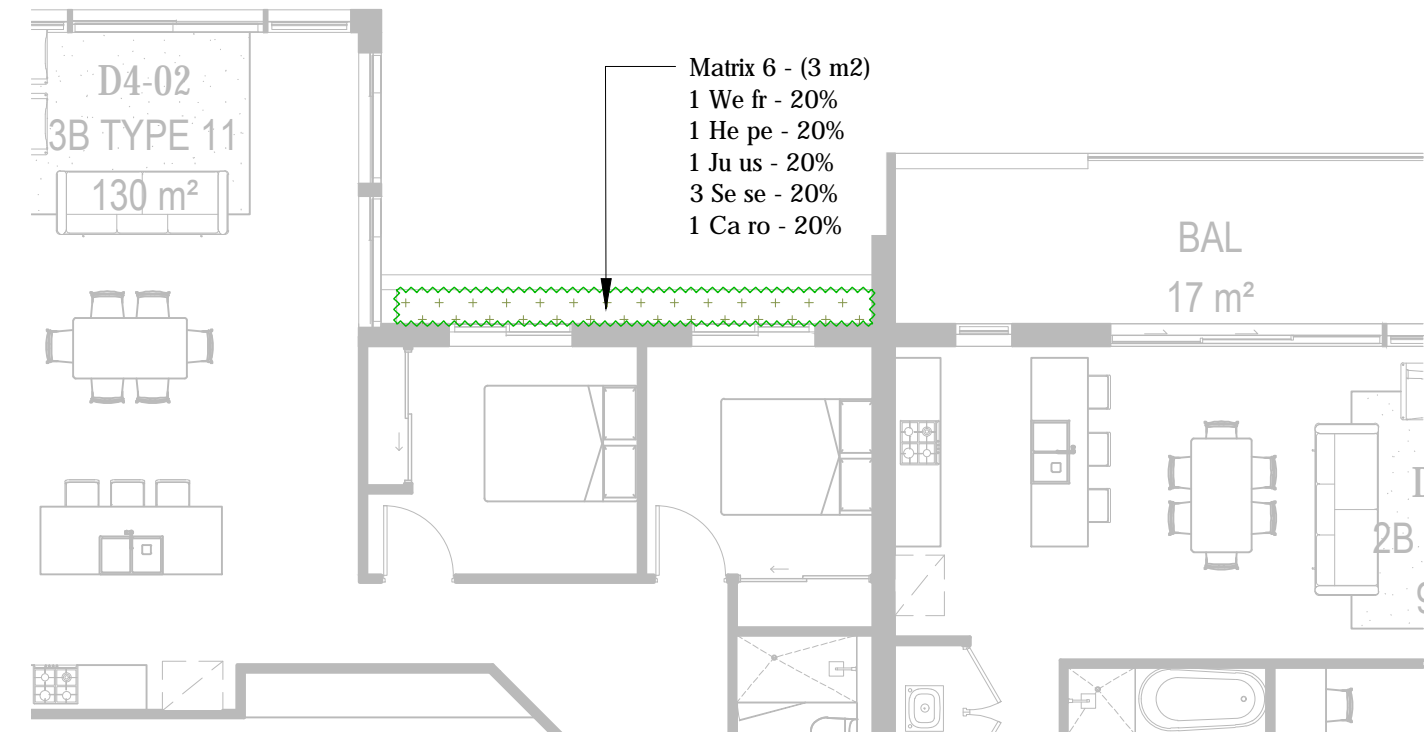 D4-02
3B TYPE 11
130 m²
Matrix 6 - (3 m2)
1 We fr - 20%
1 He pe - 20%
1 Ju us - 20%
3 Se se - 20%
1 Ca ro - 20%
BAL
17 m²
2B